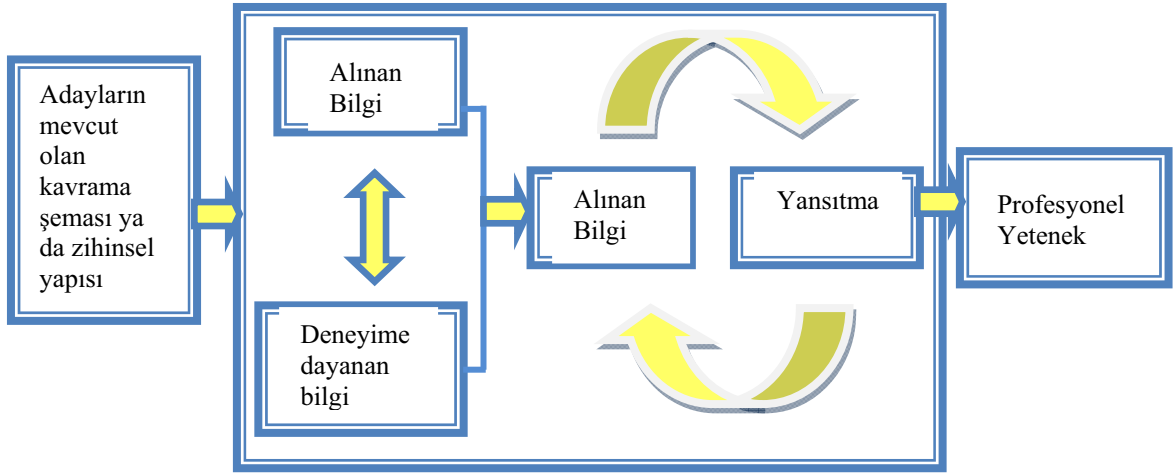 Adayların
mevcut
olan
kavrama
şeması ya
da zihinsel
yapısı
Alınan
Bilgi
Deneyime
dayanan
bilgi
Alınan
Bilgi
Yansıtma
Profesyonel
Yetenek